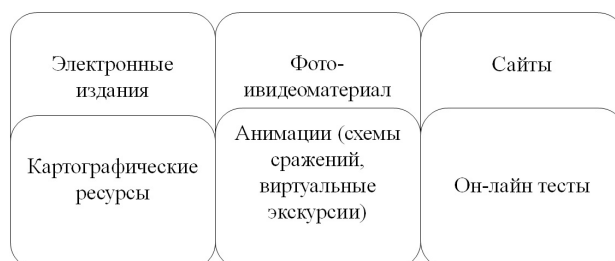 Электронные
издания
Фото-
ивидеоматериал
Сайты
Картографические
ресурсы
Анимации (схемы
сражений,
виртуальные
экскурсии)
Он-лайн тесты